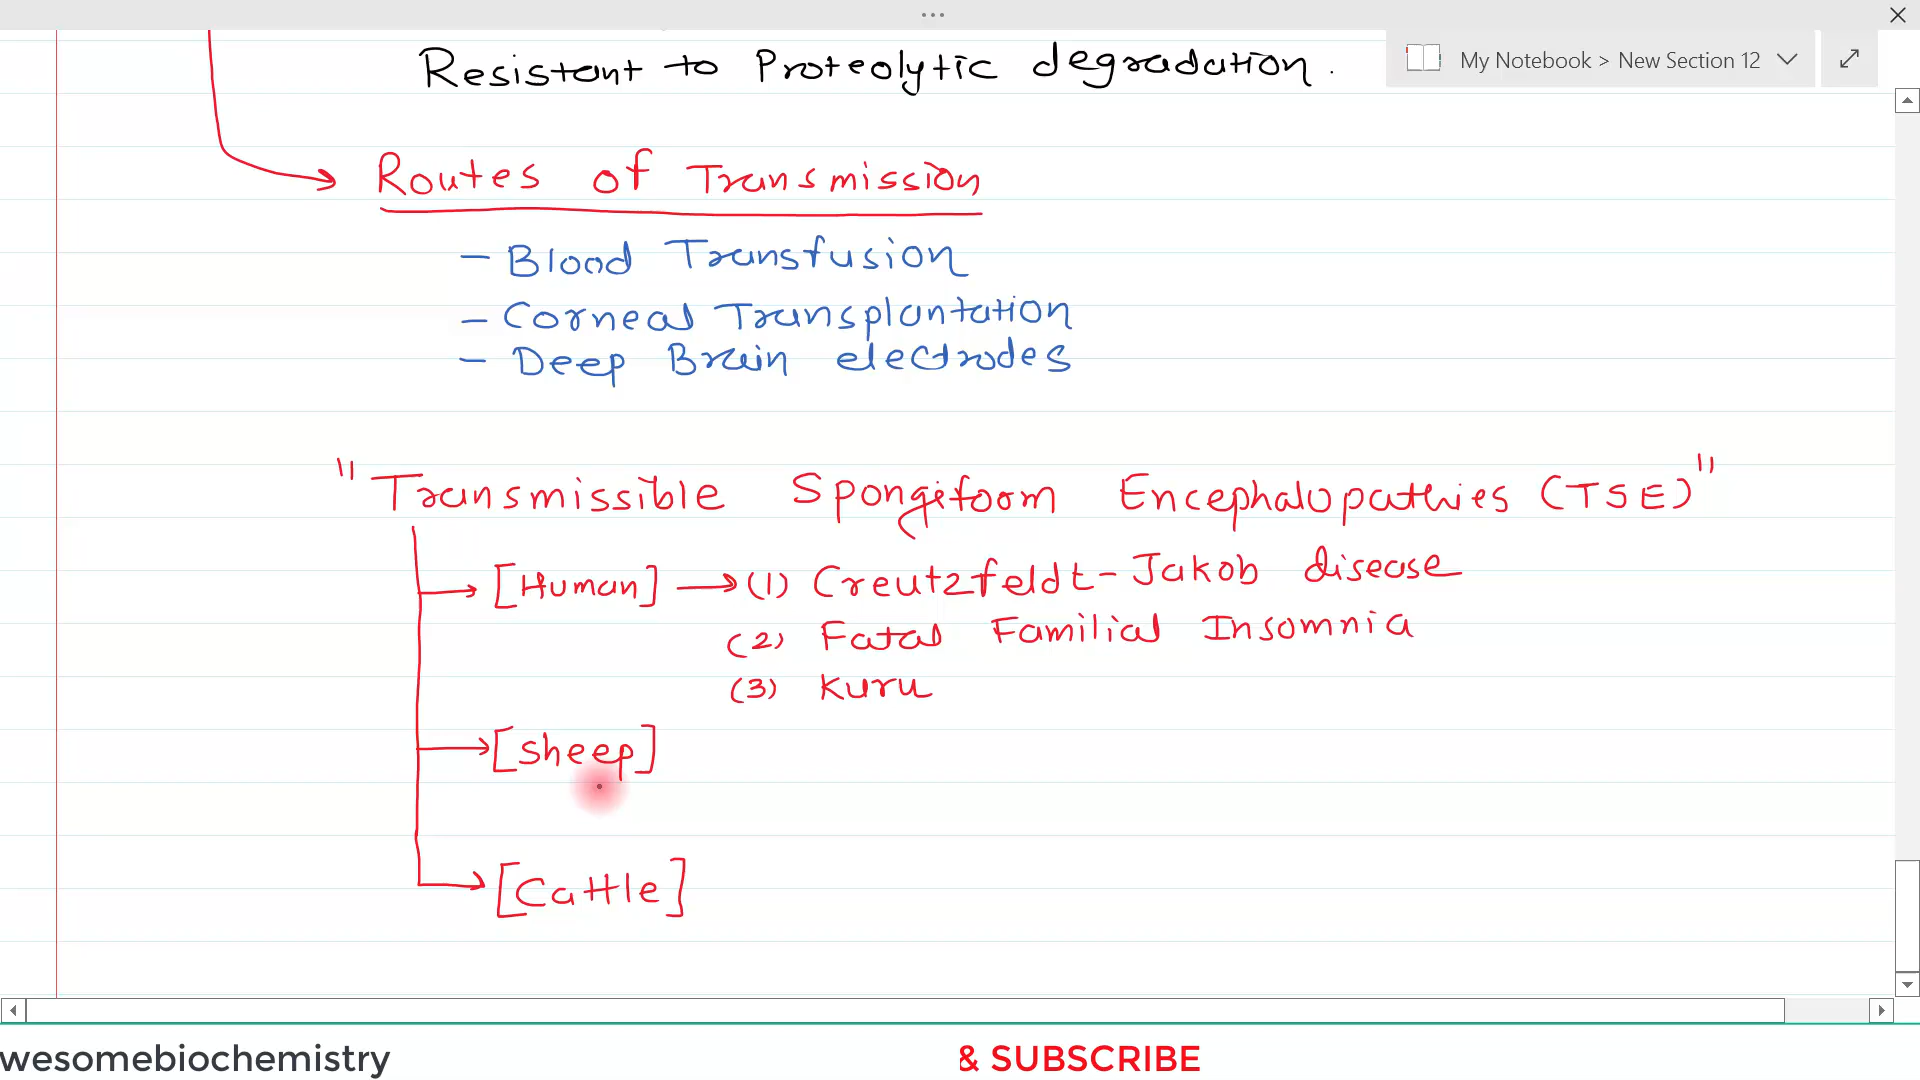 Resistant to Proteolytic degradation.
My Notebook > New Section 12
Routes of Transmission
- Blood Transfusion
- Corneal Transplantation
- Deep Brain electrodes
"Transmissible Spongiform Encephalopathies (TSE)"
[Human] → (1) Creutzfeldt-Jakob disease
(2) Fatal Familial Insomnia
(3) Kuru
[Sheep]
[Cattle]
wesomebiochemistry & SUBSCRIBE